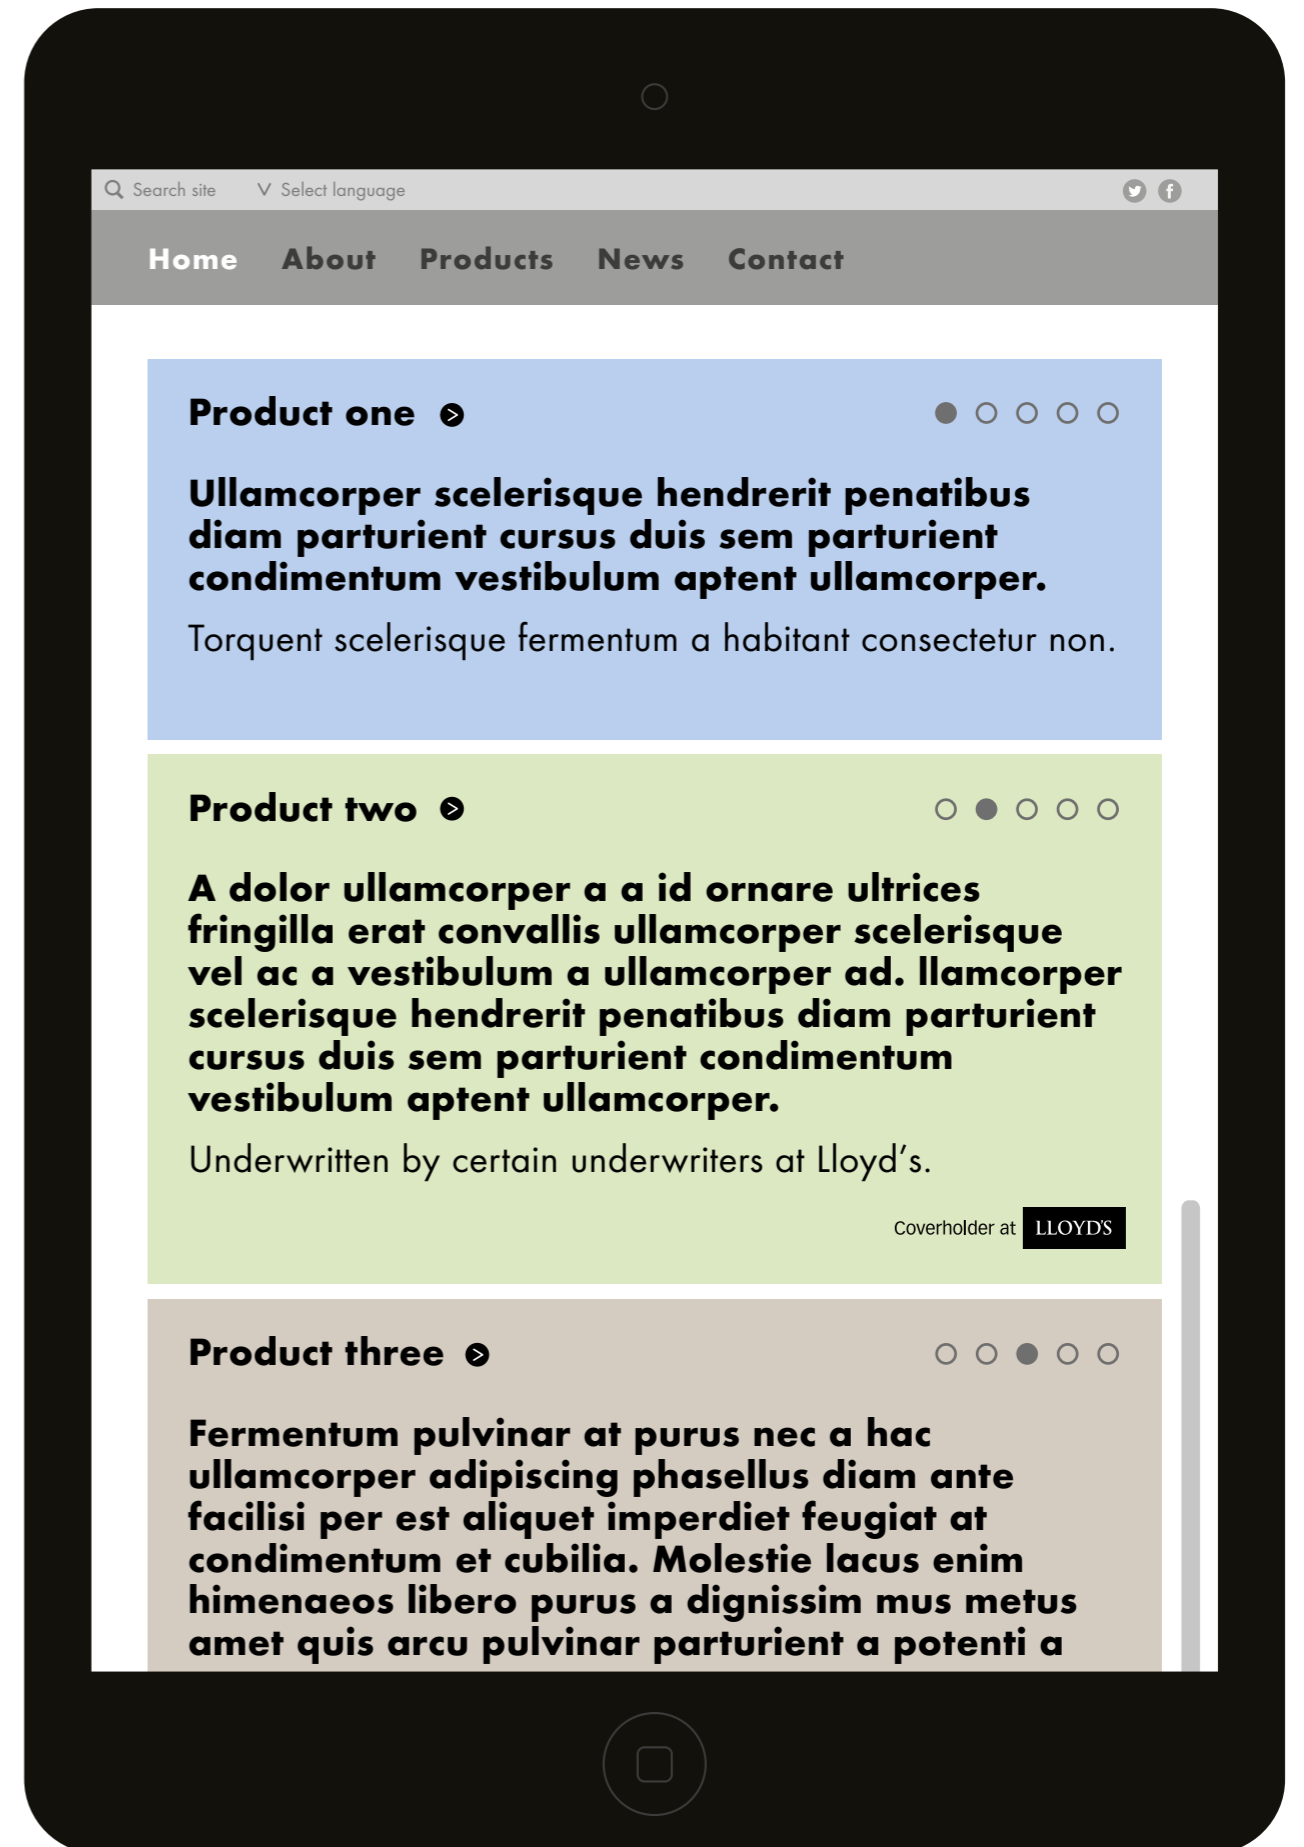 Search site V Select language
Home About Products News Contact
Product one >
Ullamcorper scelerisque hendrerit penatibus
diam parturient cursus duis sem parturient
condimentum vestibulum aptent ullamcorper.
Torquent scelerisque fermentum a habitant consectetur non.
Product two >
A dolor ullamcorper a a id ornare ultrices
fringilla erat convallis ullamcorper scelerisque
vel ac a vestibulum a ullamcorper ad. llamcorper
scelerisque hendrerit penatibus diam parturient
cursus duis sem parturient condimentum
vestibulum aptent ullamcorper.
Underwritten by certain underwriters at Lloyd’s.
Coverholder at LLOYD'S
Product three >
Fermentum pulvinar at purus nec a hac
ullamcorper adipiscing phasellus diam ante
facilisi per est aliquet imperdiet feugiat at
condimentum et cubilia. Molestie lacus enim
himenaeos libero purus a dignissim mus metus
amet quis arcu pulvinar parturient a potenti a